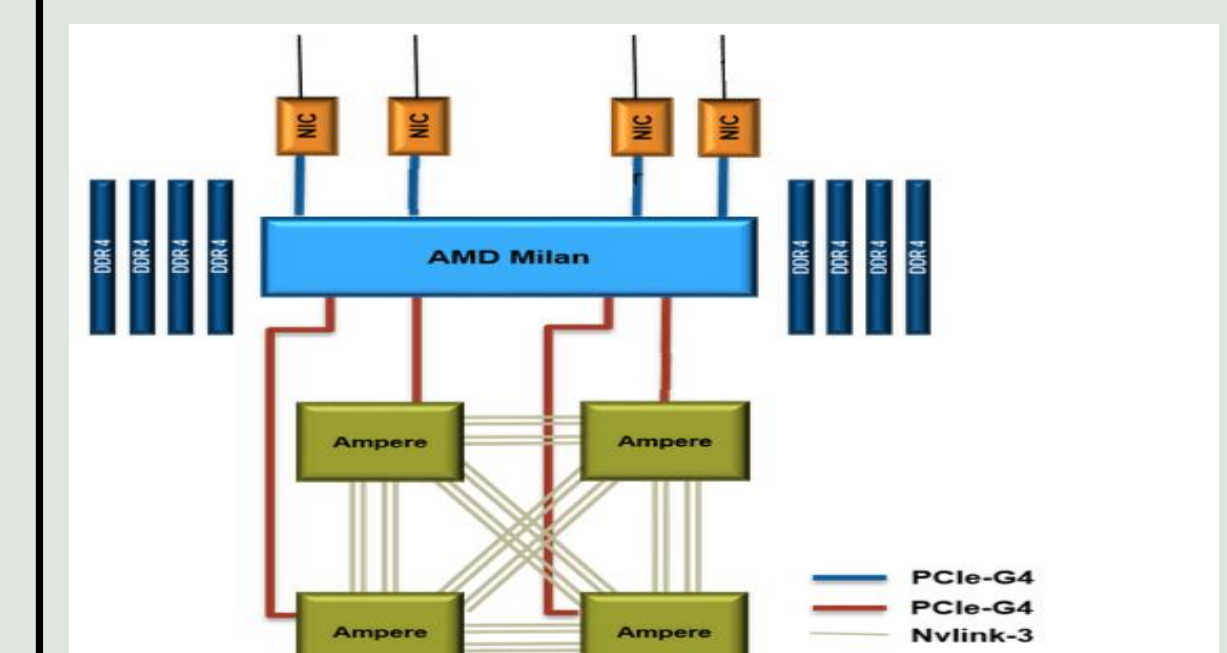 NIC NIC NIC NIC
DDR4 DDR4 DDR4 DDR4
AMD Milan
DDR4 DDR4 DDR4 DDR4
Ampere Ampere
PCIe-G4
PCIe-G4
Ampere Ampere
Nvlink-3